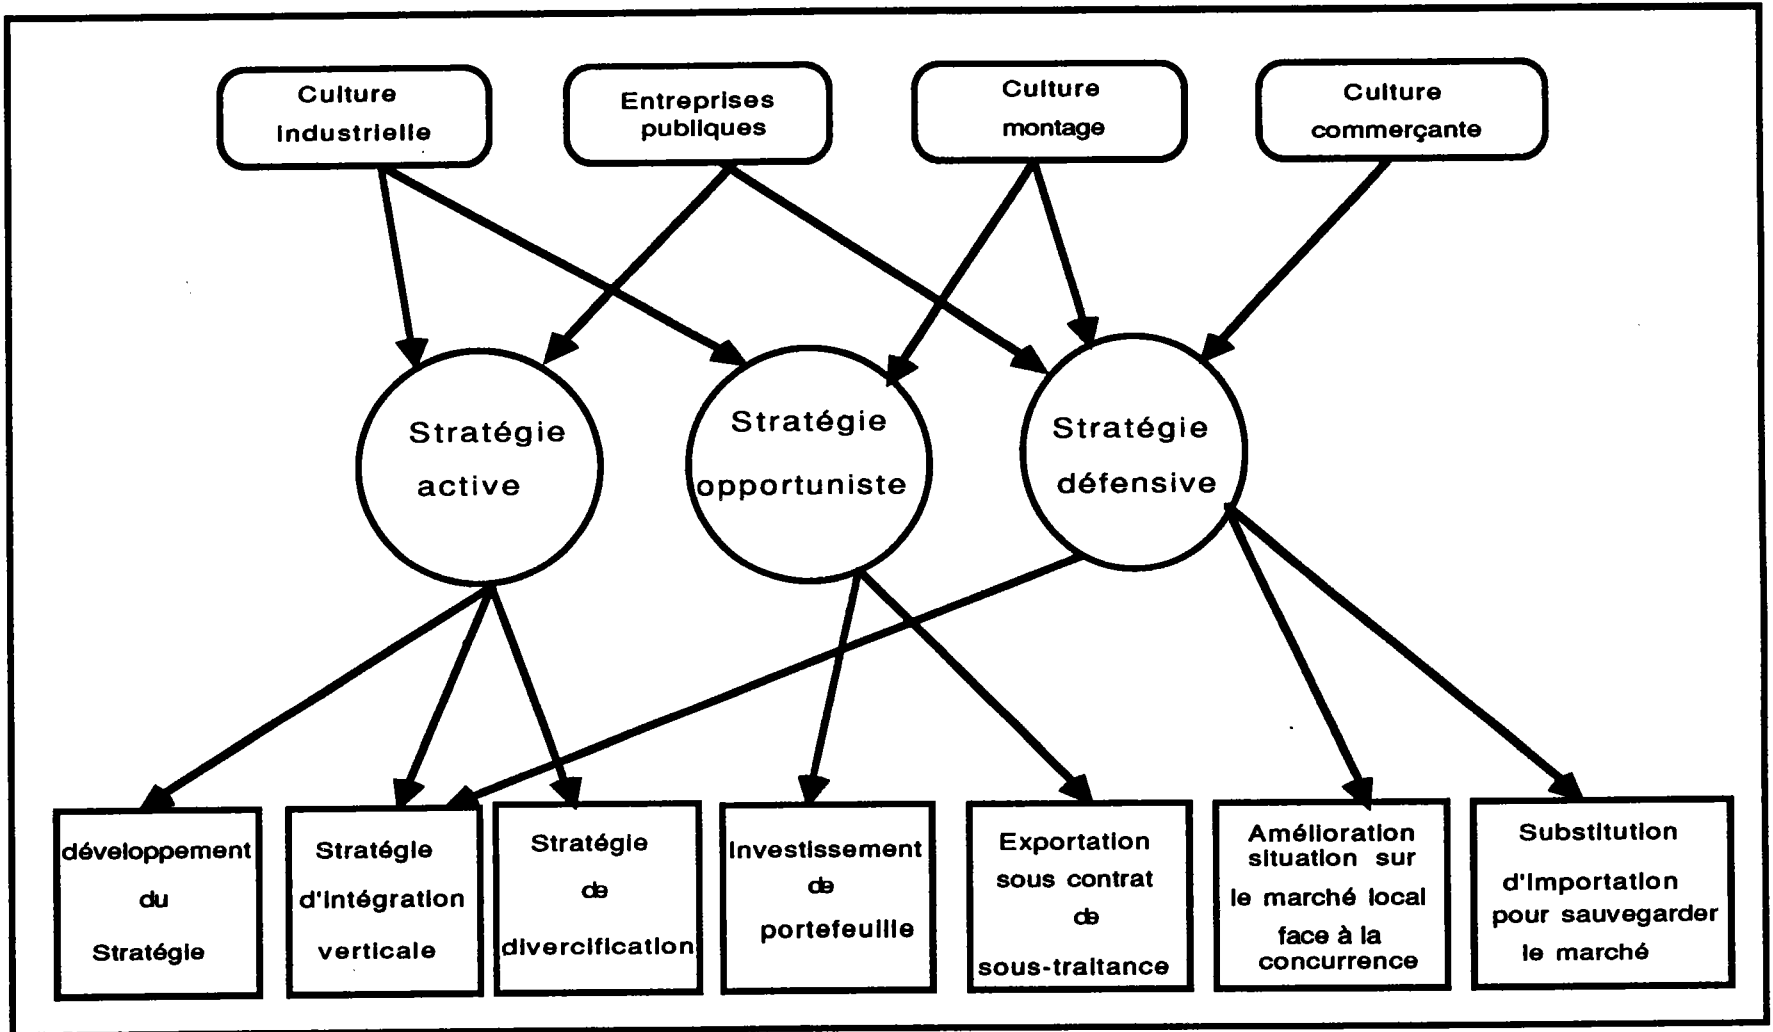 Culture
Industrielle
Entreprises
publiques
Culture
montage
Culture
commerçante
Stratégie
active
Stratégie
opportuniste
Stratégie
défensive
développement
du
Stratégie
Stratégie
d'intégration
verticale
Stratégie
de
divercification
Investissement
de
portefeuille
Exportation
sous contrat
de
sous-traitance
Amélioration
situation sur
le marché local
face à la
concurrence
Substitution
d'Importation
pour sauvegarder
le marché